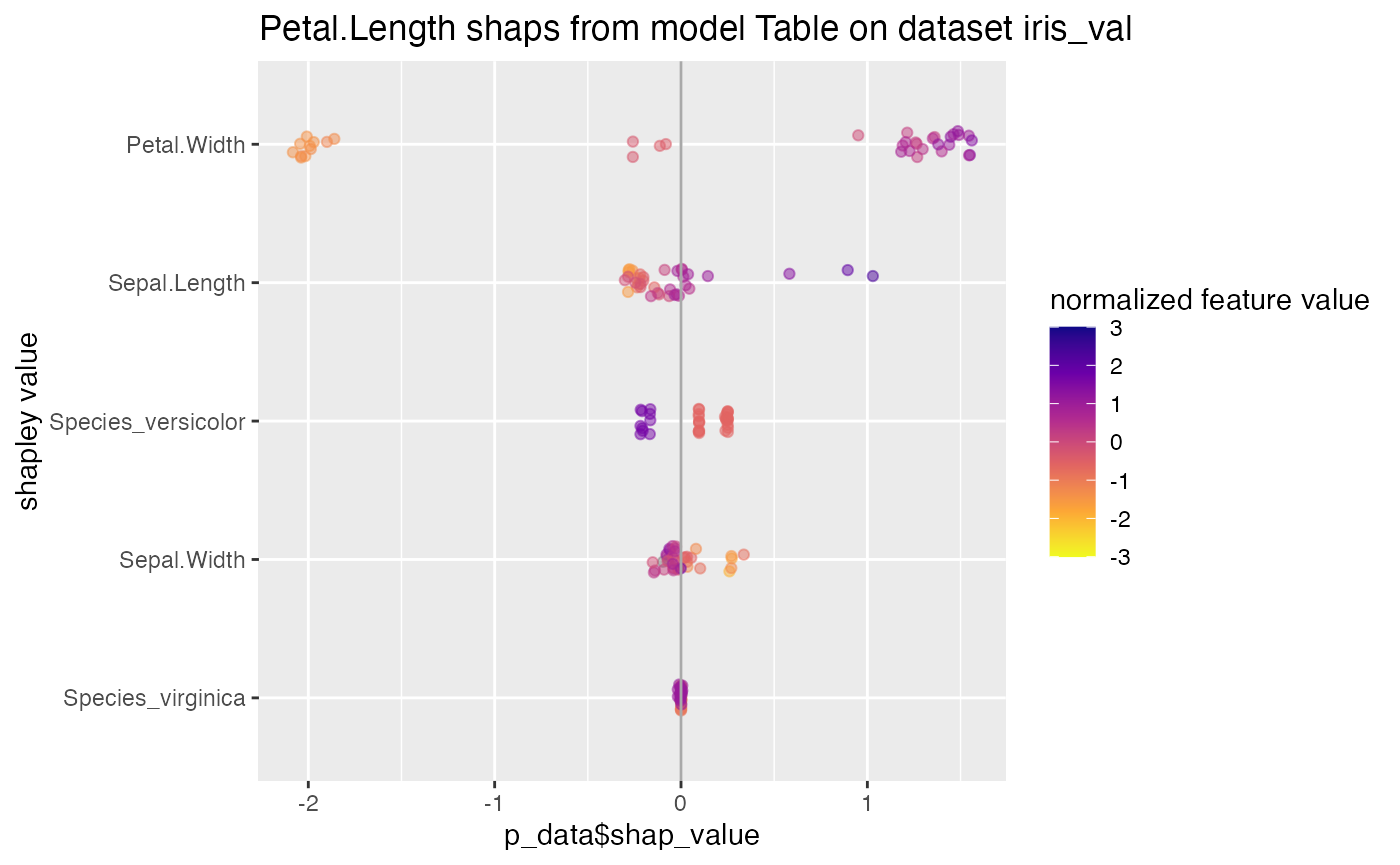 Petal.Length shaps from model Table on dataset iris_val
shapley value
Petal.Width
Sepal.Length
Species_versicolor
Sepal.Width
Species_virginica
-2
-1
0
1
p_data$shap_value
normalized feature value
3
2
1
0
-1
-2
-3